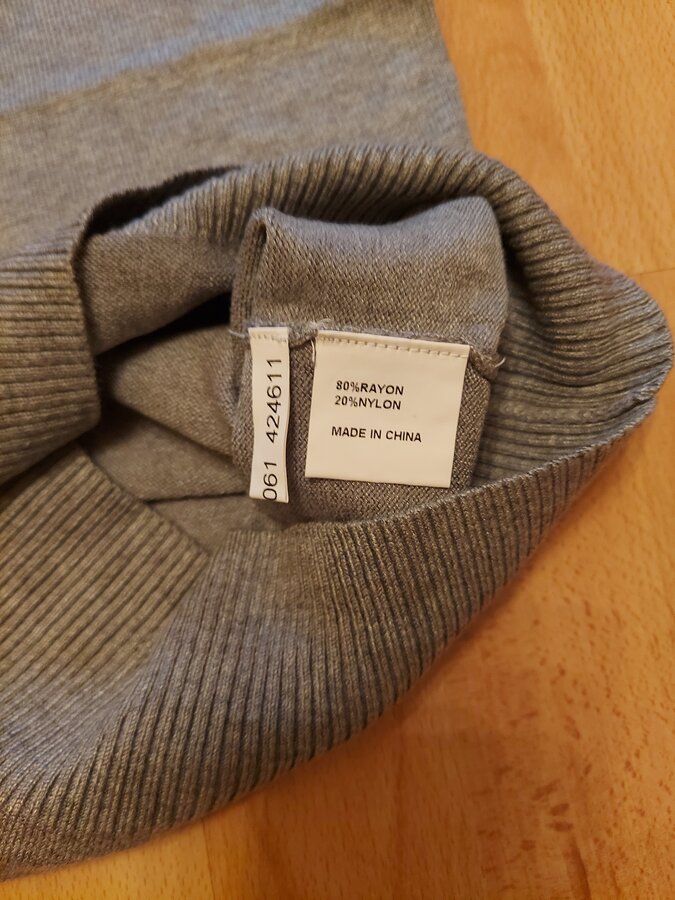 061 424611
80%RAYON
20%NYLON
MADE IN CHINA